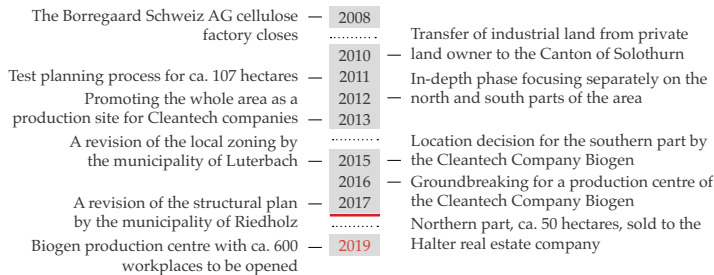 The Borregaard Schweiz AG cellulose
factory closes
2008
Transfer of industrial land from private
land owner to the Canton of Solothurn
2010
Test planning process for ca. 107 hectares
2011
In-depth phase focusing separately on the
north and south parts of the area
Promoting the whole area as a
production site for Cleantech companies
2012
2013
A revision of the local zoning by
the municipality of Luterbach
2015
Location decision for the southern part by
the Cleantech Company Biogen
2016
Groundbreaking for a production centre of
the Cleantech Company Biogen
A revision of the structural plan
by the municipality of Riedholz
2017
Northern part, ca. 50 hectares, sold to the
Halter real estate company
Biogen production centre with ca. 600
workplaces to be opened
2019